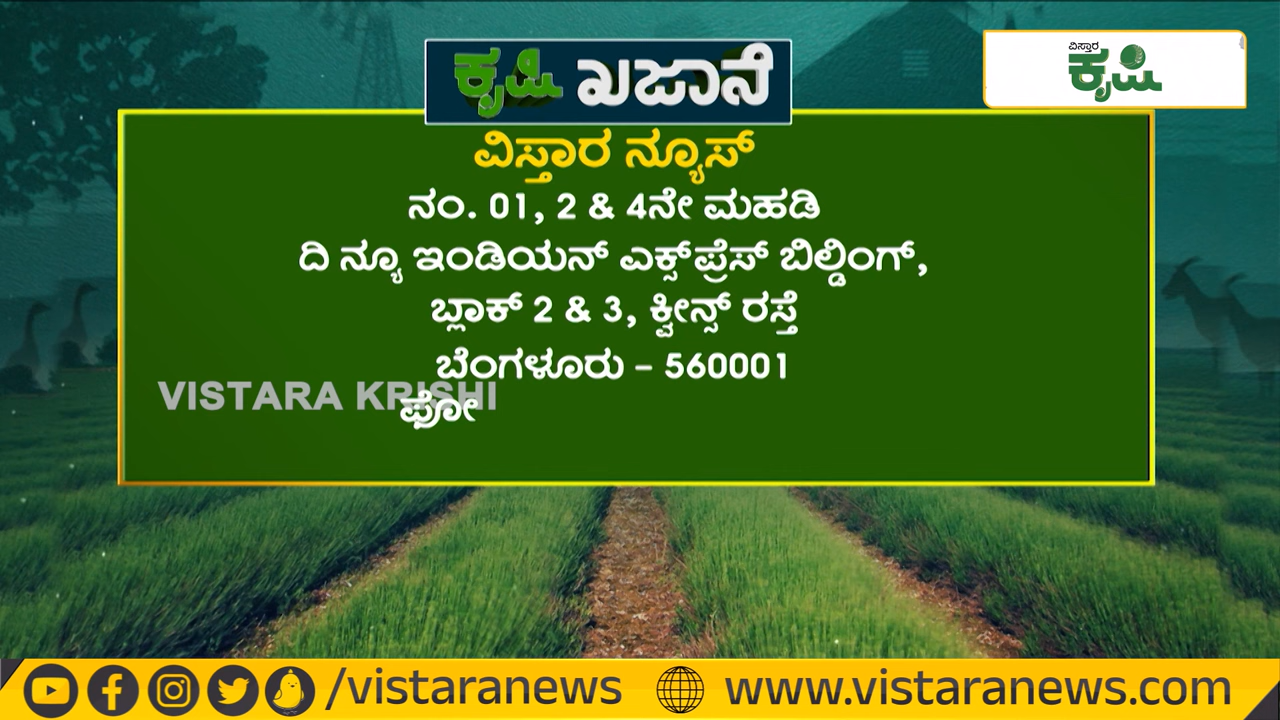 ಕೃಷಿ ಖಜಾನೆ
ವಿಸ್ತಾರ
ಕೃಷಿ
ವಿಸ್ತಾರ ನ್ಯೂಸ್
ನಂ. 01, 2 & 4ನೇ ಮಹಡಿ
ದಿ ನ್ಯೂ ಇಂಡಿಯನ್ ಎಕ್ಸ್‌ಪ್ರೆಸ್ ಬಿಲ್ಡಿಂಗ್,
ಬ್ಲಾಕ್ 2 & 3, ಕ್ವೀನ್ಸ್ ರಸ್ತೆ
ಬೆಂಗಳೂರು – 560001
VISTARA KRISHI
ಫೋ
/vistaranews www.vistaranews.com